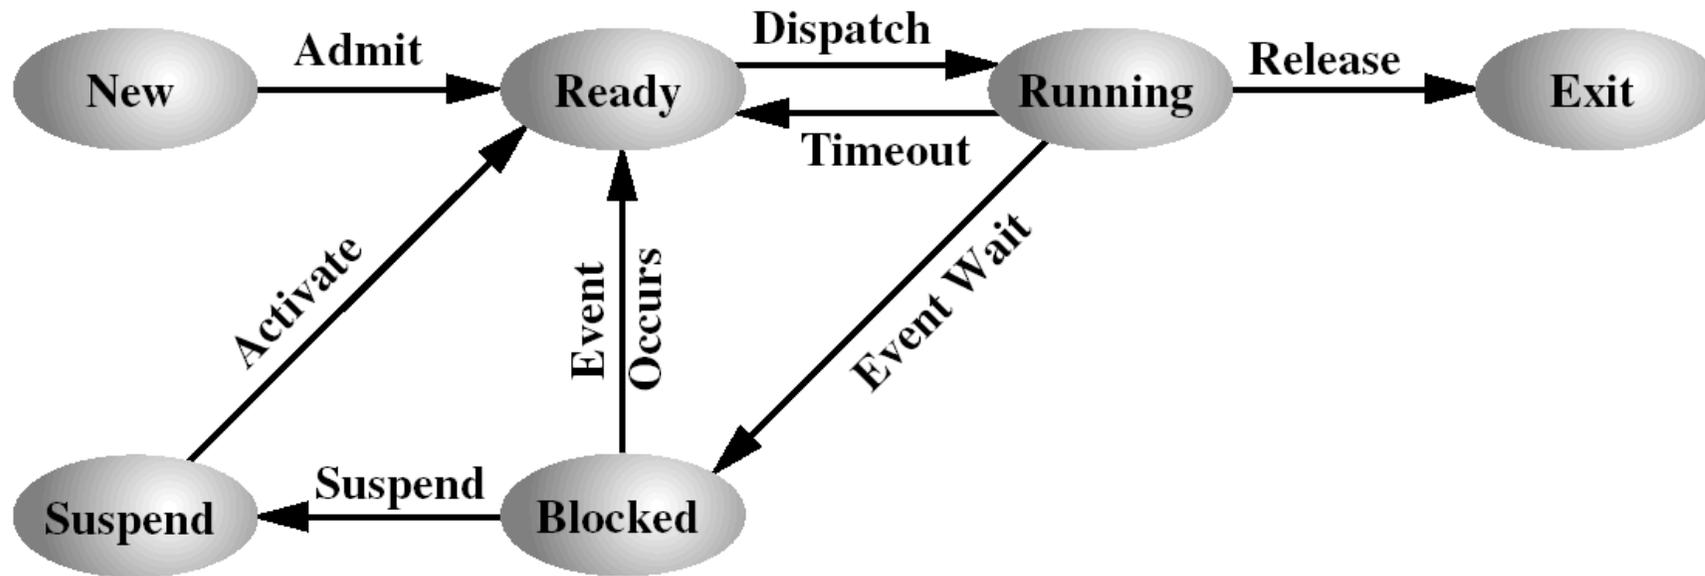 Dispatch
Admit
Release
New
Ready
Running
Exit
Timeout
Activate
Event
Occurs
Event Wait
Suspend
Suspend
Blocked